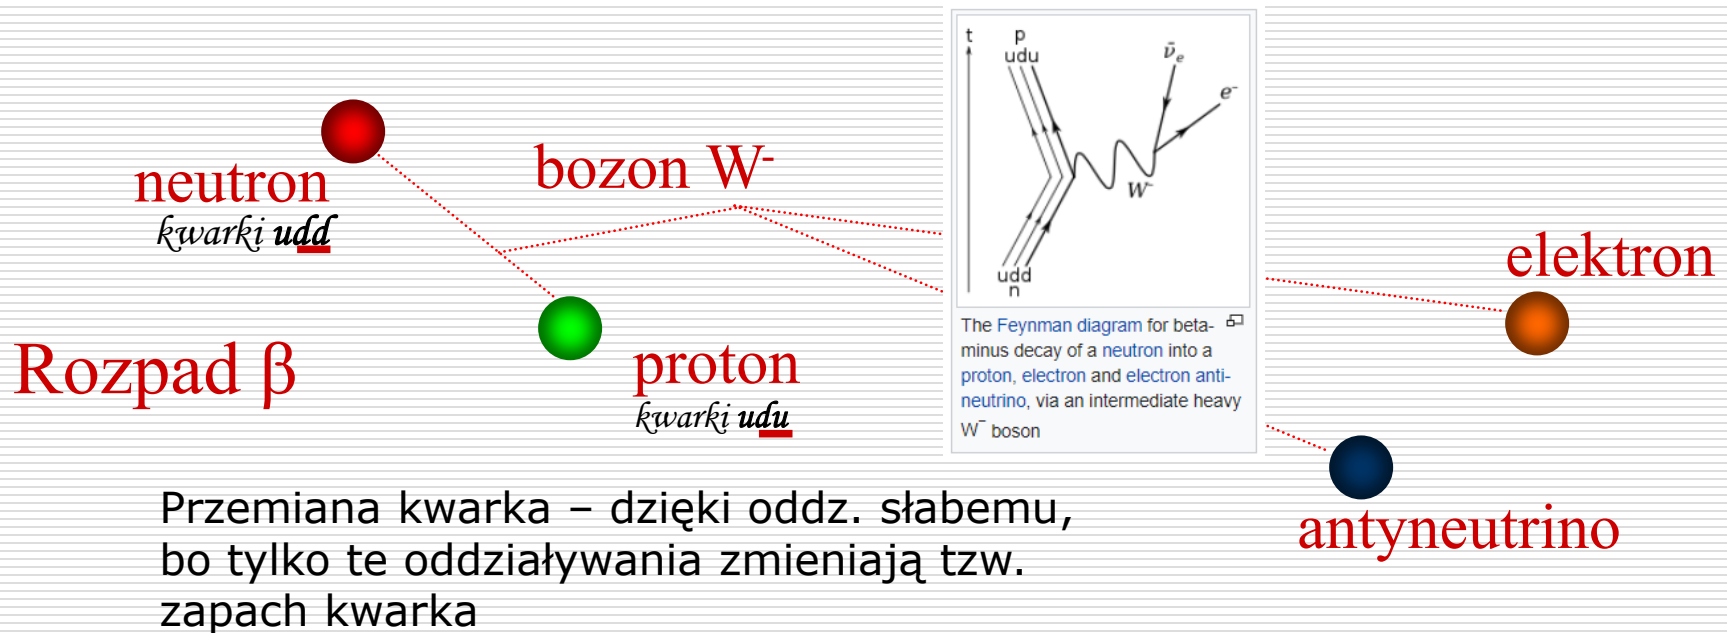 neutron
kwarki udd
bozon W-
proton
kwarki udu
Rozpad β
t
p
udu
ν̄e
e-
W-
udd
n
The Feynman diagram for beta-
minus decay of a neutron into a
proton, electron and electron anti-
neutrino, via an intermediate heavy
W− boson
elektron
antyneutrino
Przemiana kwarka – dzięki oddz. słabemu,
bo tylko te oddziaływania zmieniają tzw.
zapach kwarka